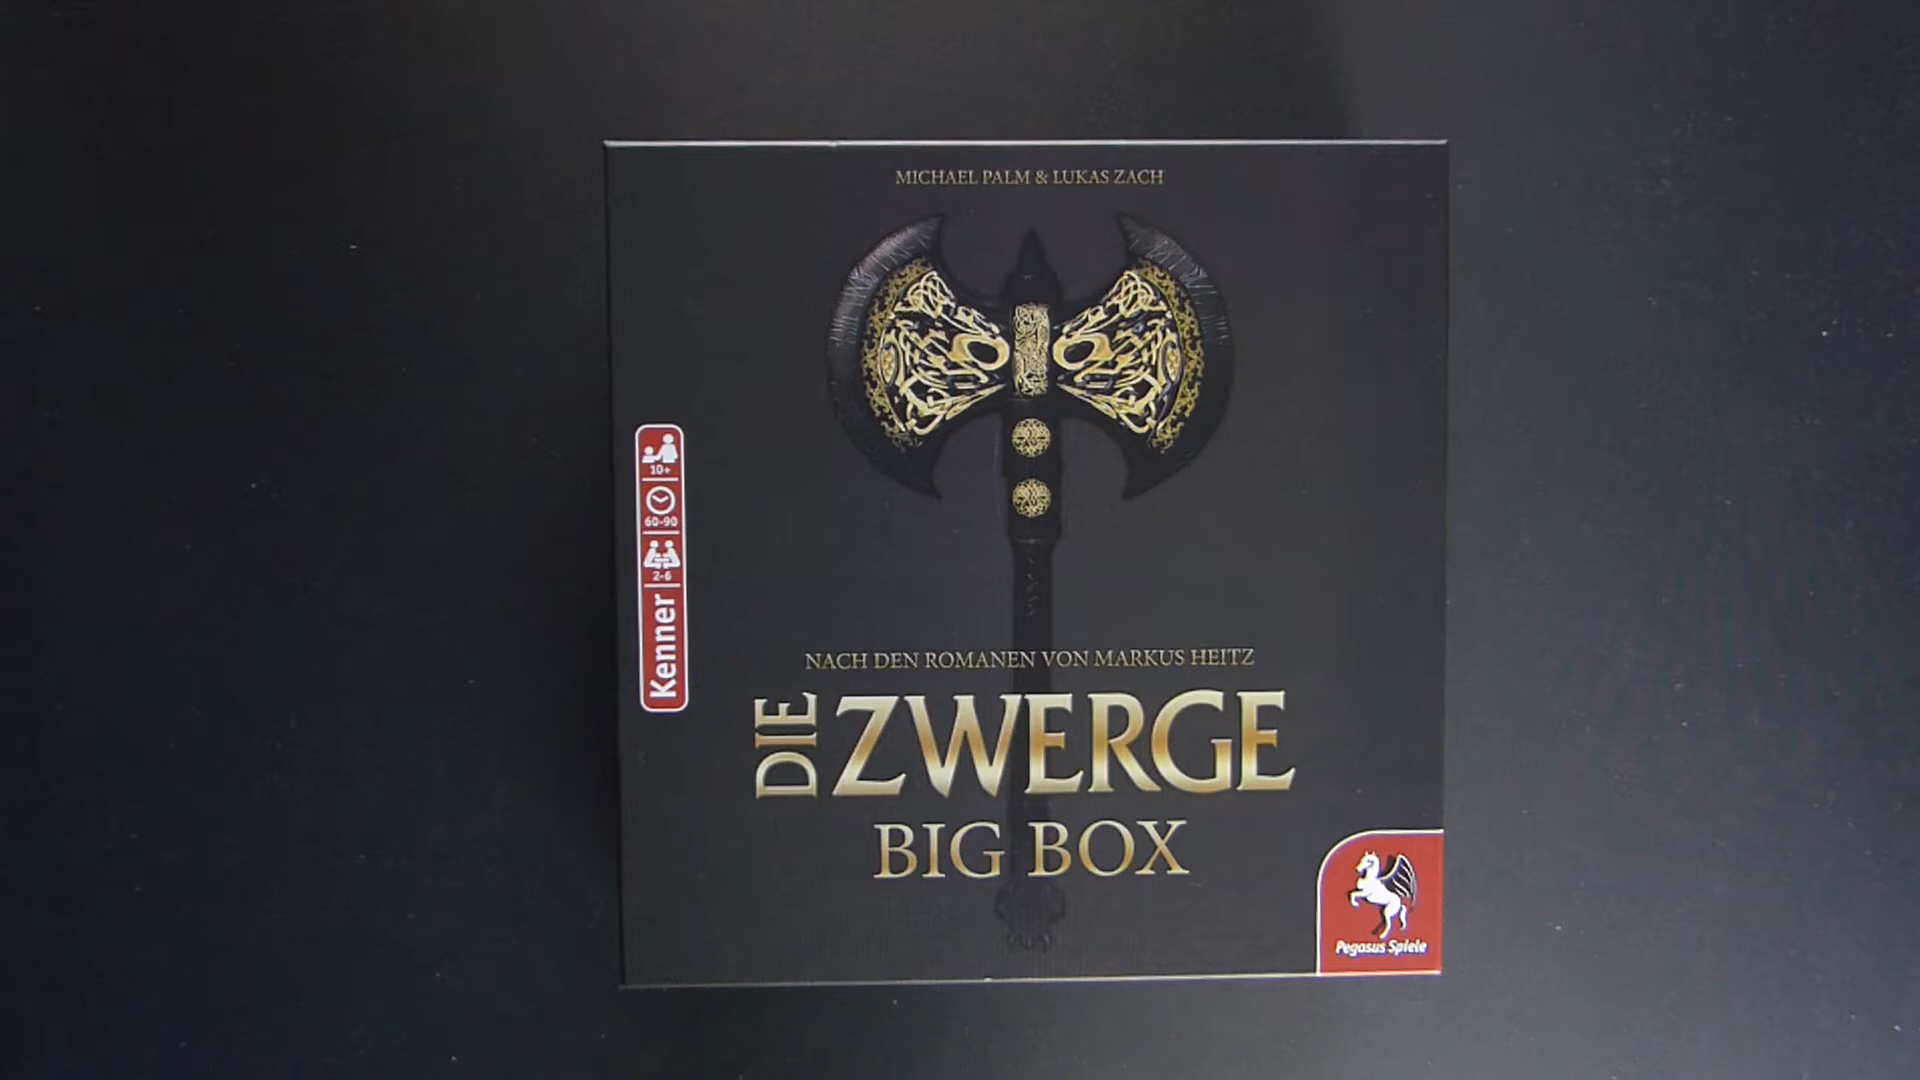 MICHAEL PALM & LUKAS ZACH
10+
60-90
2-6
Kenner
NACH DEN ROMANEN VON MARKUS HEITZ
DIE ZWERGE
BIG BOX
Pegasus Spiele